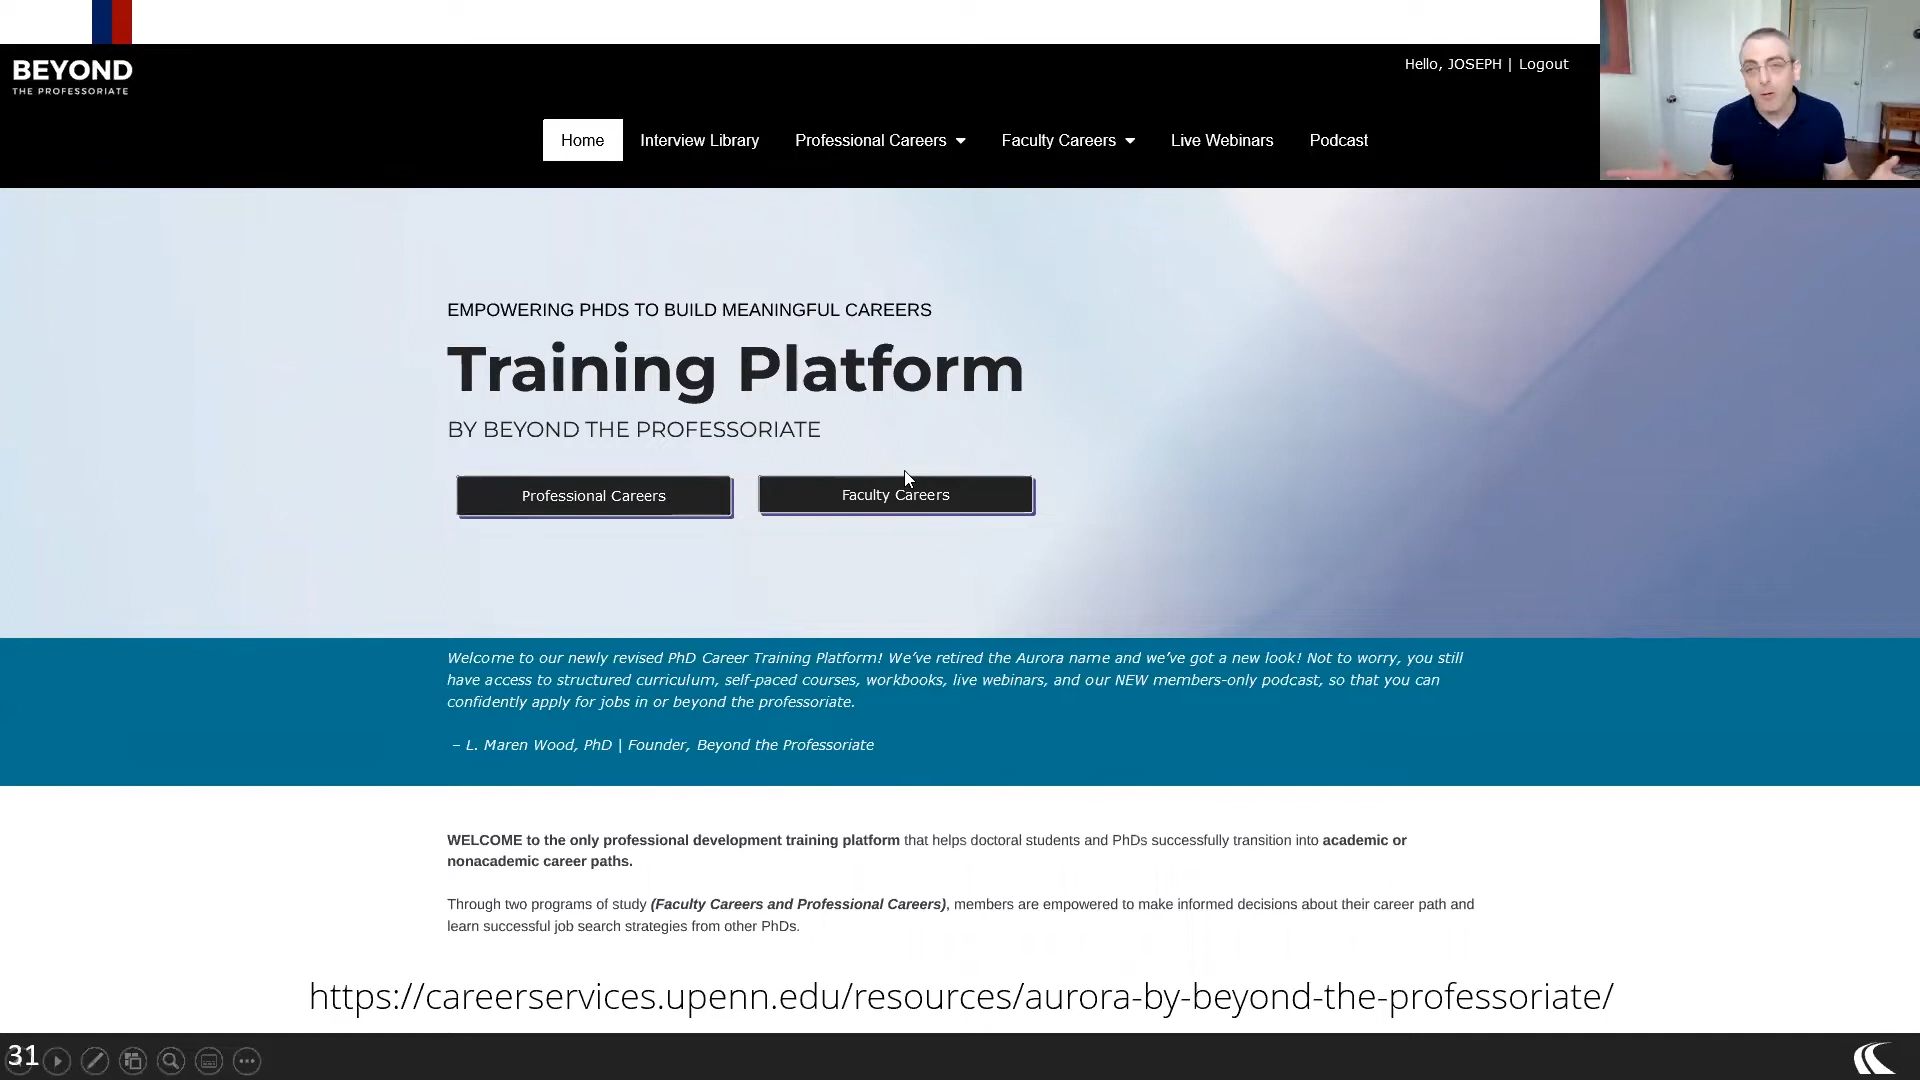 BEYOND
THE PROFESSORIATE
Hello, JOSEPH | Logout
Home Interview Library Professional Careers Faculty Careers Live Webinars Podcast
EMPOWERING PHDS TO BUILD MEANINGFUL CAREERS
Training Platform
BY BEYOND THE PROFESSORIATE
Professional Careers Faculty Careers
Welcome to our newly revised PhD Career Training Platform! We've retired the Aurora name and we've got a new look! Not to worry, you still
have access to structured curriculum, self-paced courses, workbooks, live webinars, and our NEW members-only podcast, so that you can
confidently apply for jobs in or beyond the professoriate.
– L. Maren Wood, PhD | Founder, Beyond the Professoriate
WELCOME to the only professional development training platform that helps doctoral students and PhDs successfully transition into academic or
nonacademic career paths.
Through two programs of study (Faculty Careers and Professional Careers), members are empowered to make informed decisions about their career path and
learn successful job search strategies from other PhDs.
https://careerservices.upenn.edu/resources/aurora-by-beyond-the-professoriate/
31